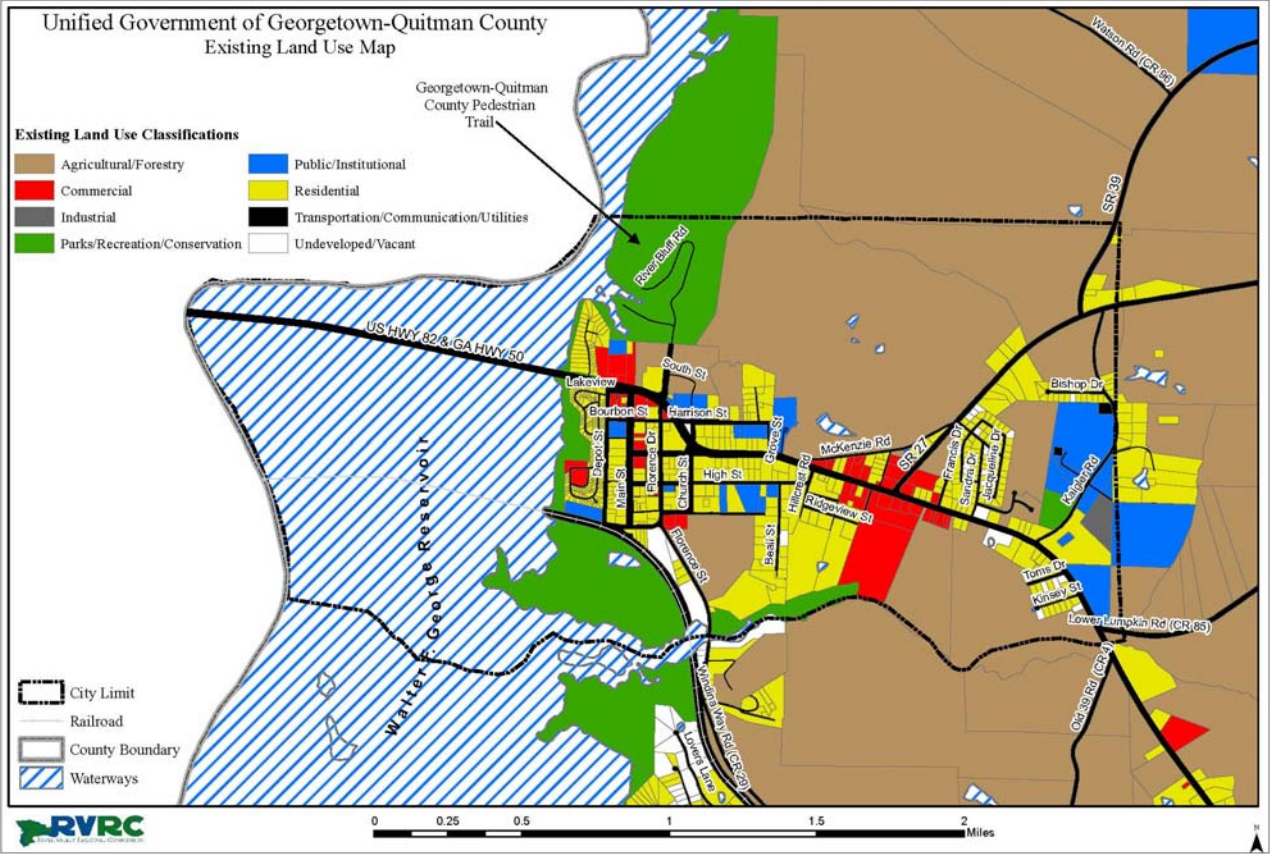 Unified Government of Georgetown-Quitman County
Existing Land Use Map
Georgetown-Quitman
County Pedestrian
Trail
Existing Land Use Classifications
Agricultural/Forestry
Commercial
Industrial
Parks/Recreation/Conservation
Public/Institutional
Residential
Transportation/Communication/Utilities
Undeveloped/Vacant
Watson Rd (CR 96)
SR 39
River Bluff Rd
US HWY 82 & GA HWY 50
South St
Lakeview
Bourbon St
Harrison St
Bishop Dr
Grove St
McKenzie Rd
SR 27
Depot St
Main St
Florence Dr
Church St
High St
Hillcrest Rd
Ridgeview St
Francis Dr
Sandra Dr
Jacqueline Dr
Kaigler Rd
Beall St
Florence St
Toms Dr
Kinsey St
Lower Lumpkin Rd (CR 85)
Old 39 Rd (CR 4)
Winding Way Rd (CR 29)
Lovers Lane
Walter F. George Reservoir
City Limit
Railroad
County Boundary
Waterways
RVRC
RIVER VALLEY REGIONAL COMMISSION
0 0.25 0.5 1 1.5 2
Miles
N